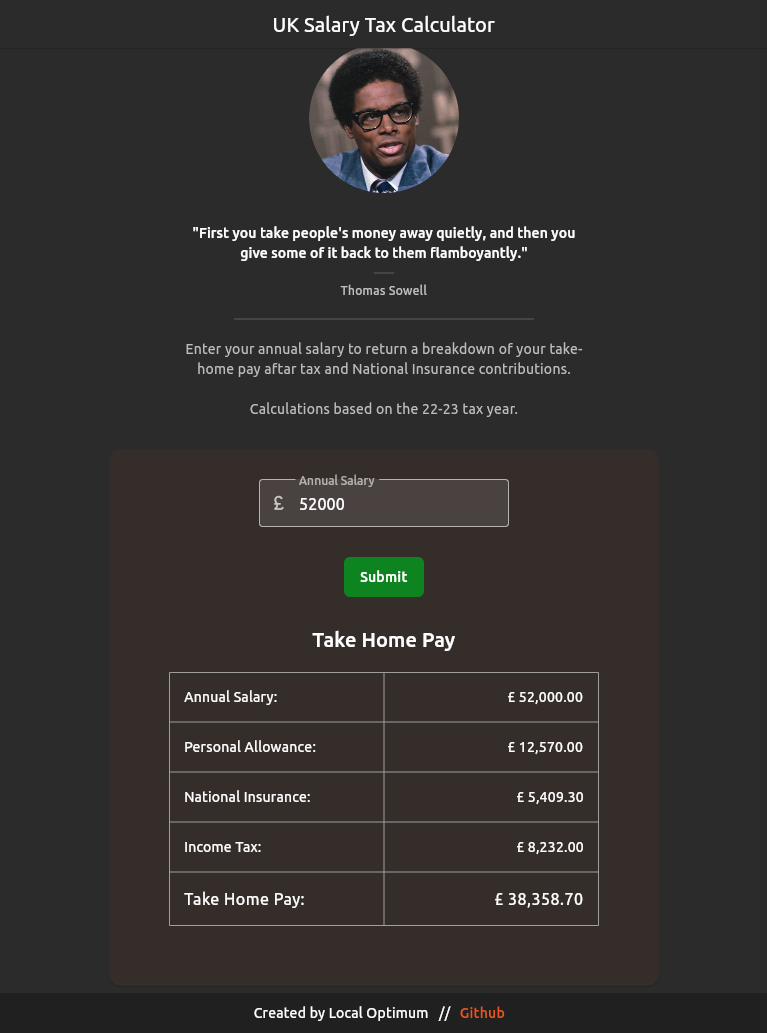 UK Salary Tax Calculator
"First you take people's money away quietly, and then you
give some of it back to them flamboyantly."
Thomas Sowell
Enter your annual salary to return a breakdown of your take-
home pay aftar tax and National Insurance contributions.
Calculations based on the 22-23 tax year.
Annual Salary
£ 52000
Submit
Take Home Pay
Annual Salary: £ 52,000.00
Personal Allowance: £ 12,570.00
National Insurance: £ 5,409.30
Income Tax: £ 8,232.00
Take Home Pay: £ 38,358.70
Created by Local Optimum // Github